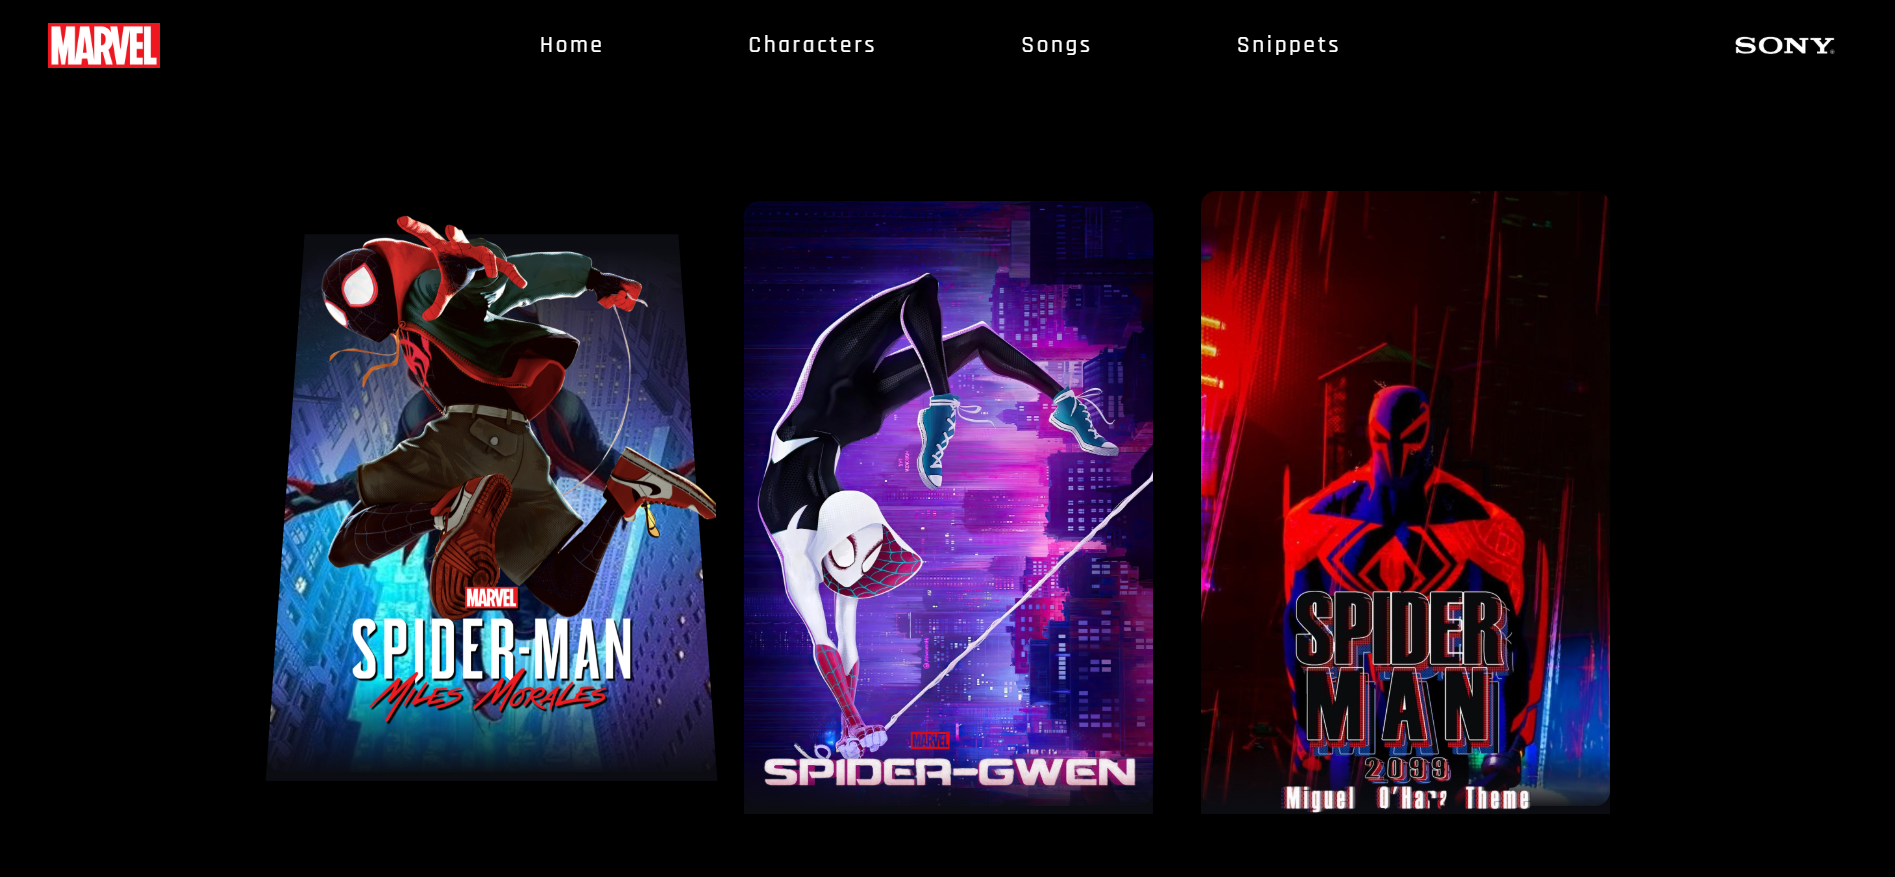 MARVEL
Home
Characters
Songs
Snippets
SONY
MARVEL
SPIDER-MAN
MILES MORALES
MARVEL
SPIDER-GWEN
SPIDER
MAN
2099
Miguel O'Hara Theme